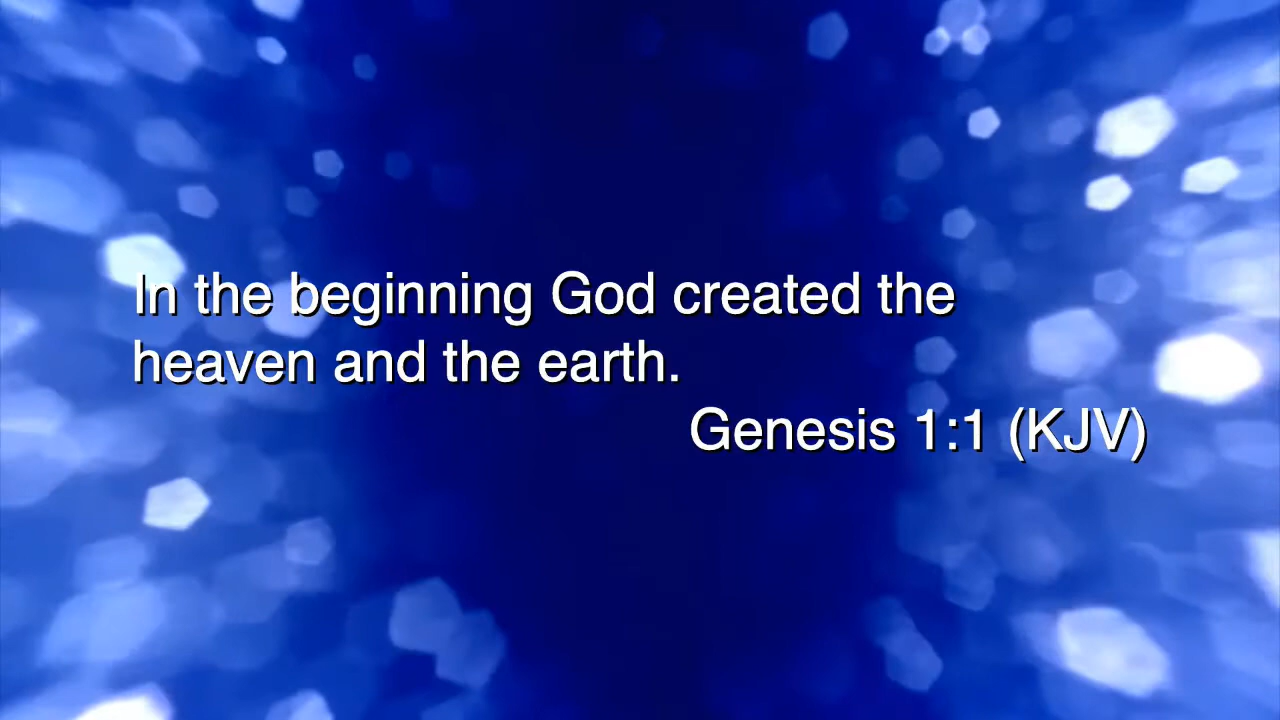 In the beginning God created the
heaven and the earth.
Genesis 1:1 (KJV)